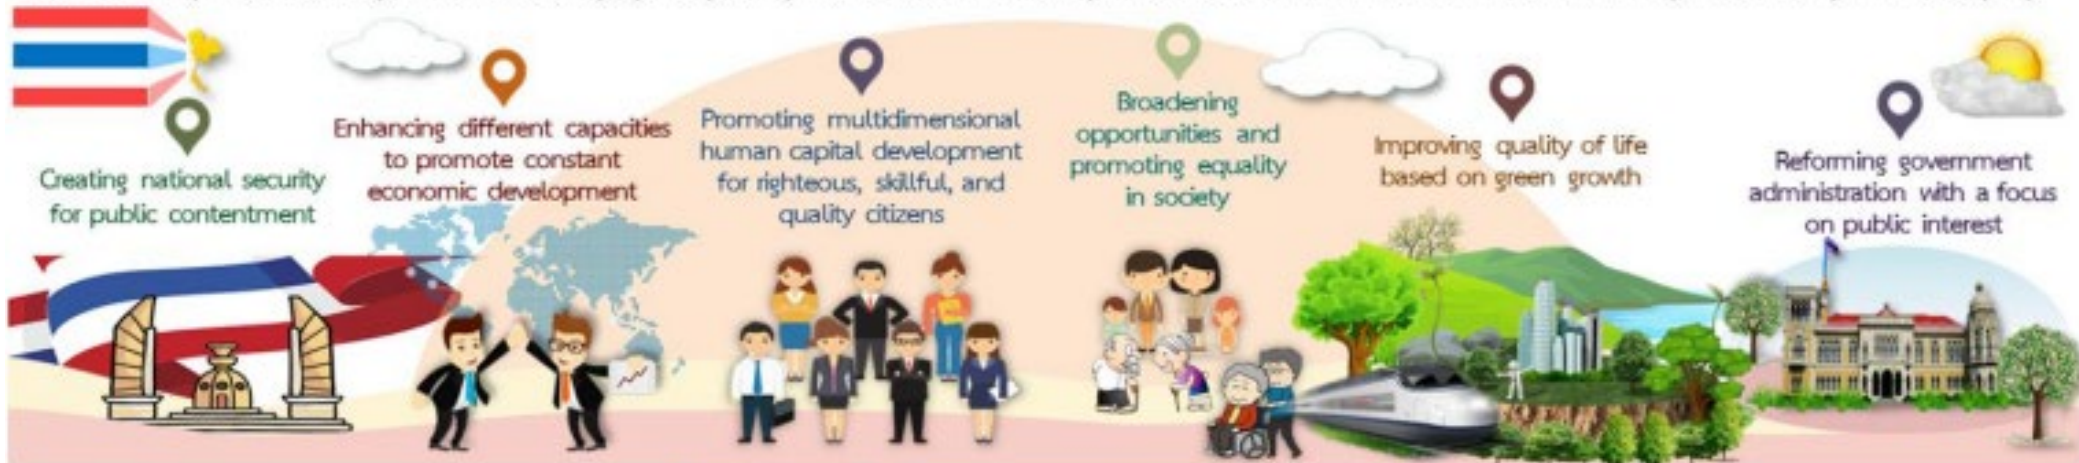 Creating national security
for public contentment
Enhancing different capacities
to promote constant
economic development
Promoting multidimensional
human capital development
for righteous, skillful, and
quality citizens
Broadening
opportunities and
promoting equality
in society
Improving quality of life
based on green growth
Reforming government
administration with a focus
on public interest